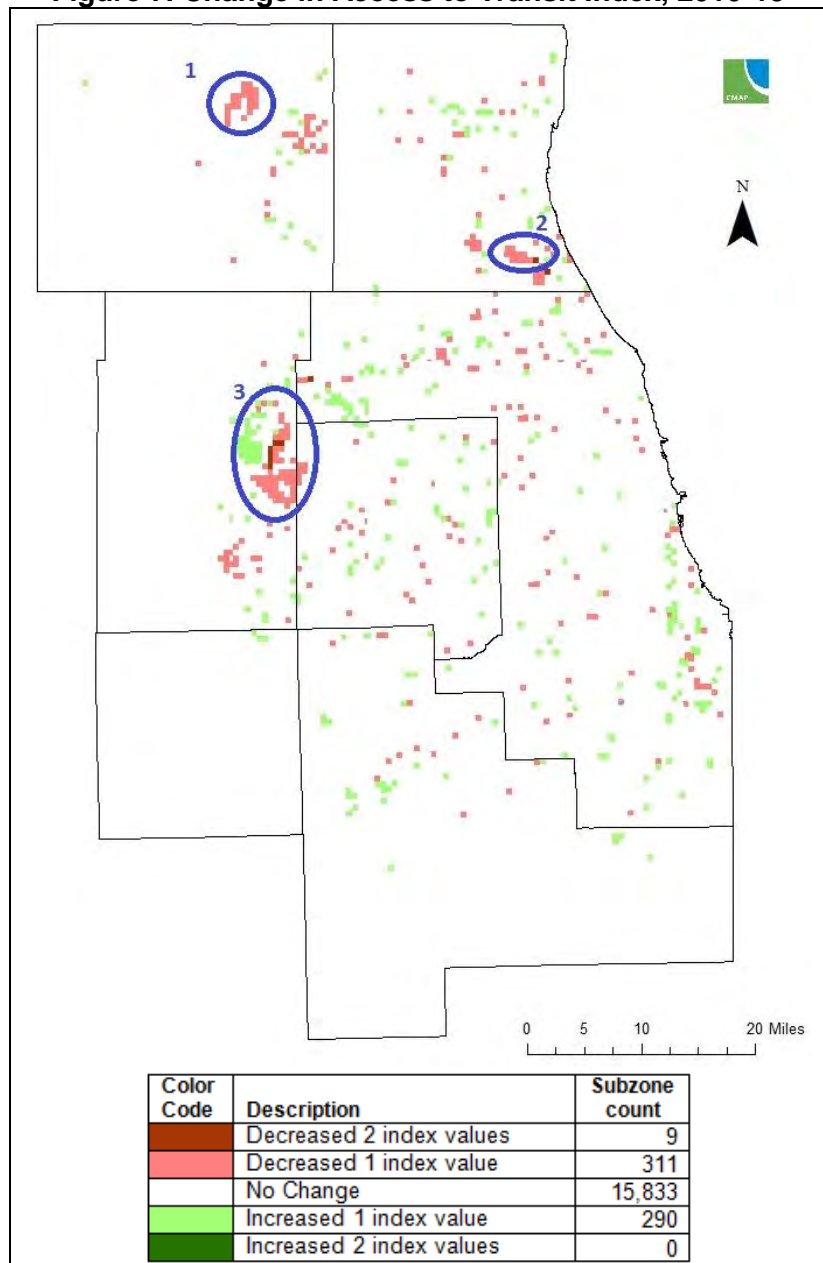 1
CMAP
N
2
3
0 5 10 20 Miles
Color Code Description Subzone count
Decreased 2 index values 9
Decreased 1 index value 311
No Change 15,833
Increased 1 index value 290
Increased 2 index values 0